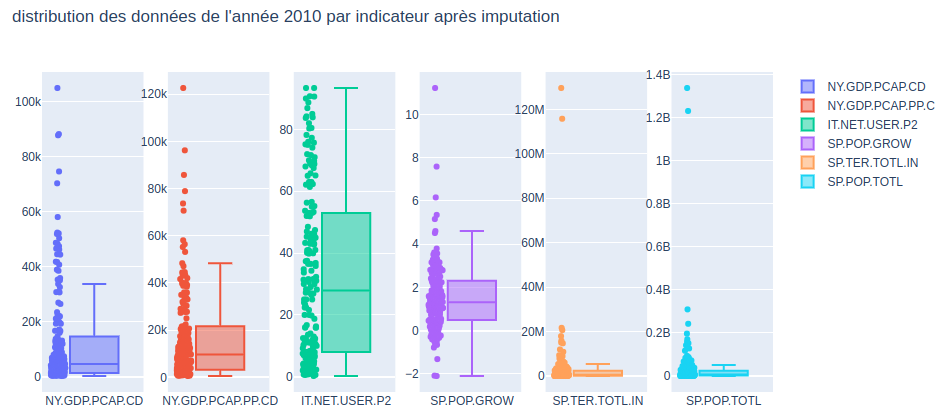 distribution des données de l'année 2010 par indicateur après imputation
100k
80k
60k
40k
20k
0
NY.GDP.PCAP.CD
120k
100k
80k
60k
40k
20k
0
NY.GDP.PCAP.PP.CD
80
60
40
20
0
IT.NET.USER.P2
10
8
6
4
2
0
−2
SP.POP.GROW
120M
100M
80M
60M
40M
20M
0
SP.TER.TOTL.IN
1.4B
1.2B
1B
0.8B
0.6B
0.4B
0.2B
0
SP.POP.TOTL
NY.GDP.PCAP.CD
NY.GDP.PCAP.PP.C
IT.NET.USER.P2
SP.POP.GROW
SP.TER.TOTL.IN
SP.POP.TOTL